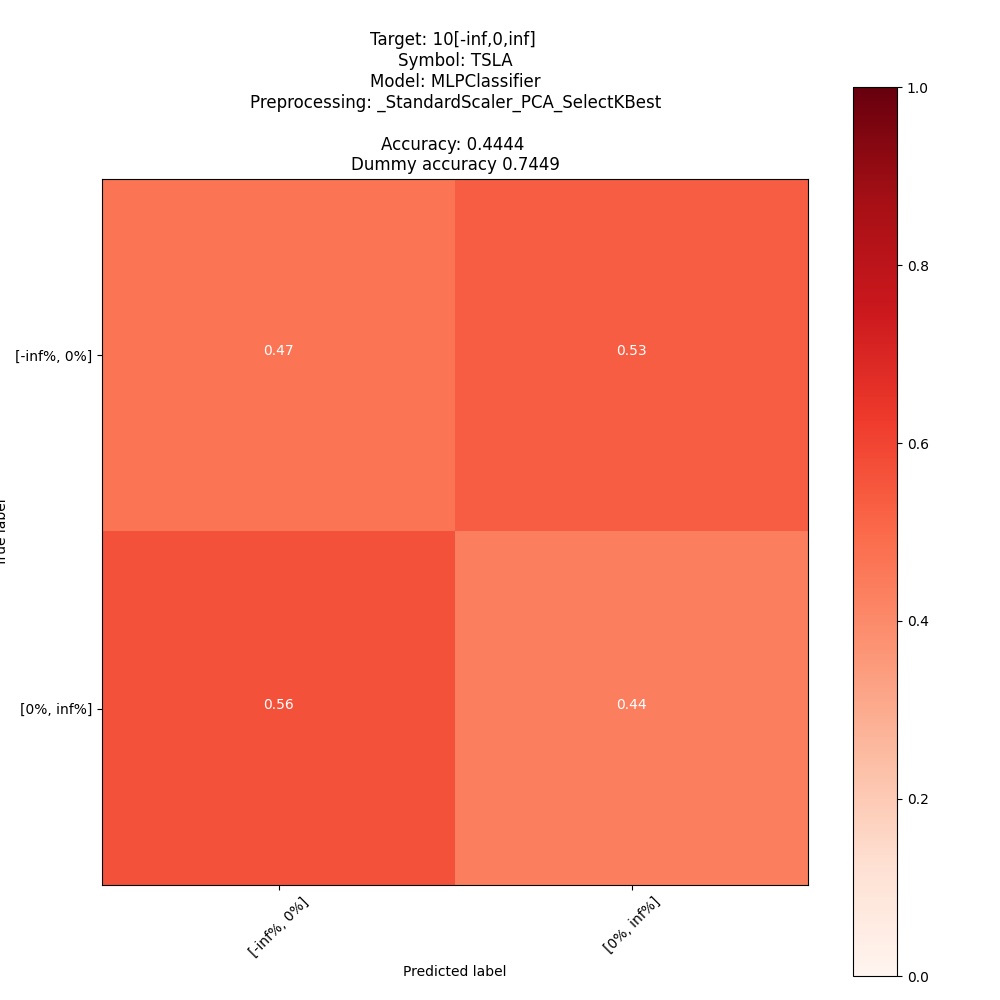 Target: 10[-inf,0,inf]
Symbol: TSLA
Model: MLPClassifier
Preprocessing: _StandardScaler_PCA_SelectKBest
Accuracy: 0.4444
Dummy accuracy 0.7449
1.0
0.8
0.6
0.4
0.2
0.0
[-inf%, 0%]
0.47
0.53
[0%, inf%]
0.56
0.44
[-inf%, 0%]
[0%, inf%]
Predicted label